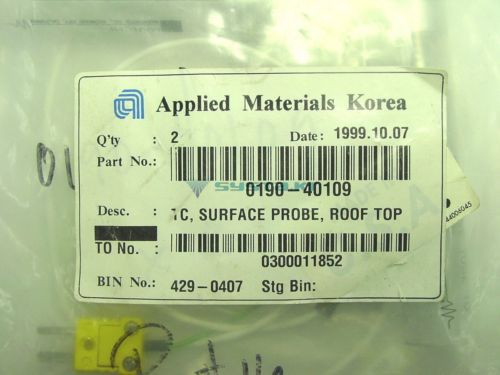 Applied Materials Korea
Q'ty : 2 Date: 1999.10.07
Part No.:
0190-40109
Desc. : TC, SURFACE PROBE, ROOF TOP
TO No. :
0300011852
BIN No.: 429-0407 Stg Bin:
44006045